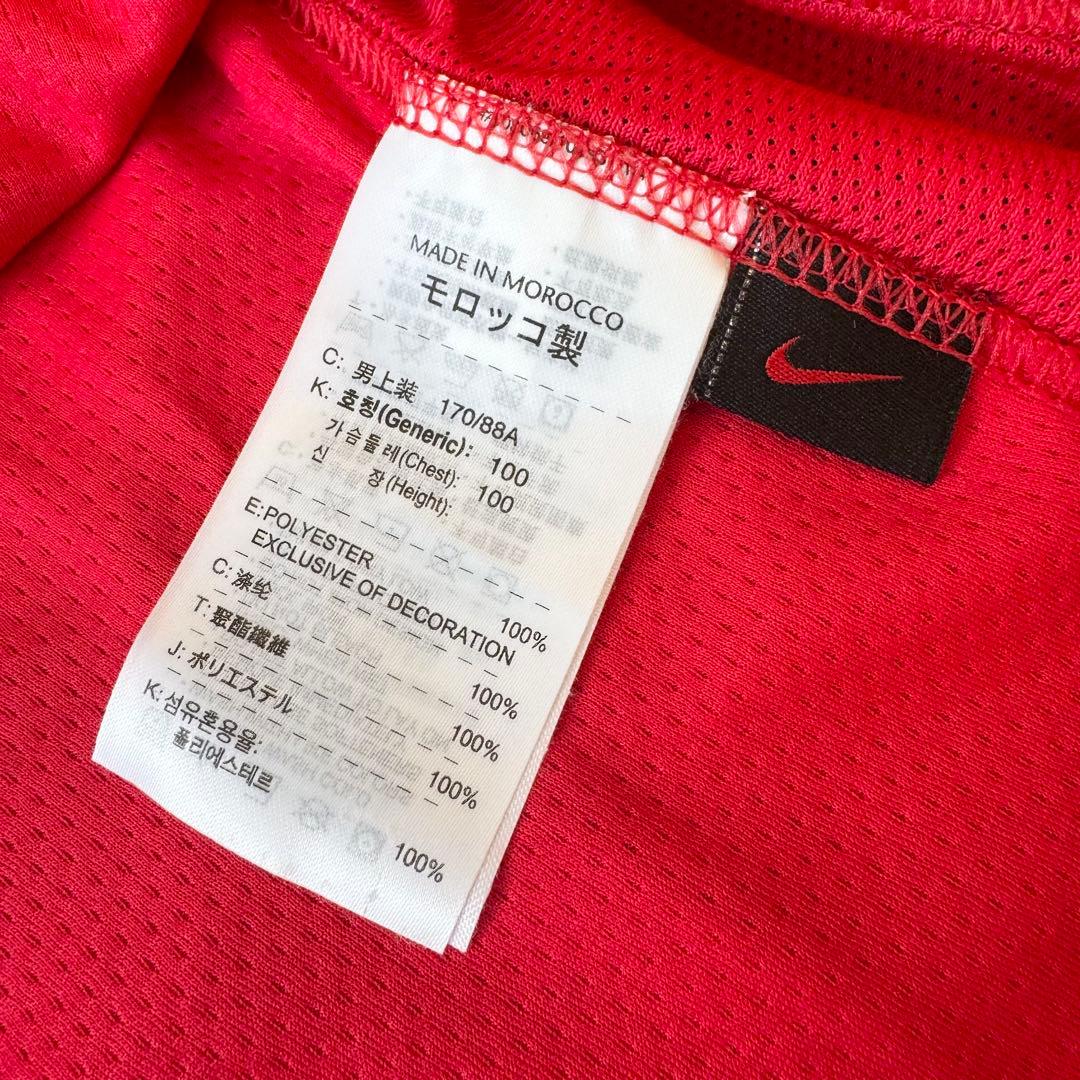 MADE IN MOROCCO
モロッコ製
C: 男上装 170/88A
K: 호칭(Generic): 100
가슴둘레(Chest): 100
신 장(Height):
E:POLYESTER 100%
EXCLUSIVE OF DECORATION
C: 涤纶 100%
T: 聚酯纖維 100%
J: ポリエステル 100%
K: 섬유혼용율:
폴리에스테르 100%